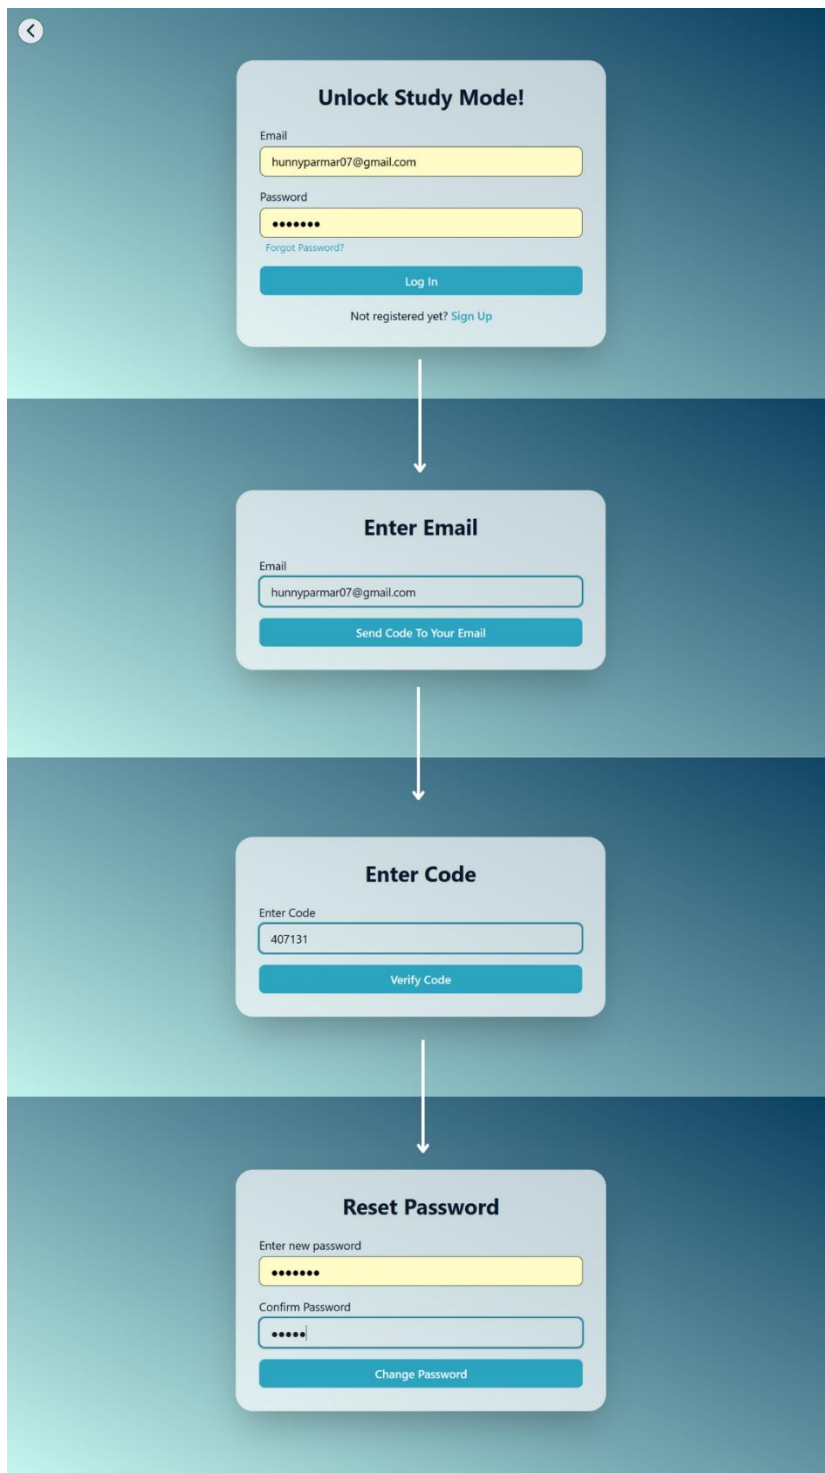 Unlock Study Mode!
Email
hunnyparmar07@gmail.com
Password
•••••••
Forgot Password?
Log In
Not registered yet? Sign Up
Enter Email
Email
hunnyparmar07@gmail.com
Send Code To Your Email
Enter Code
Enter Code
407131
Verify Code
Reset Password
Enter new password
•••••••
Confirm Password
•••••
Change Password